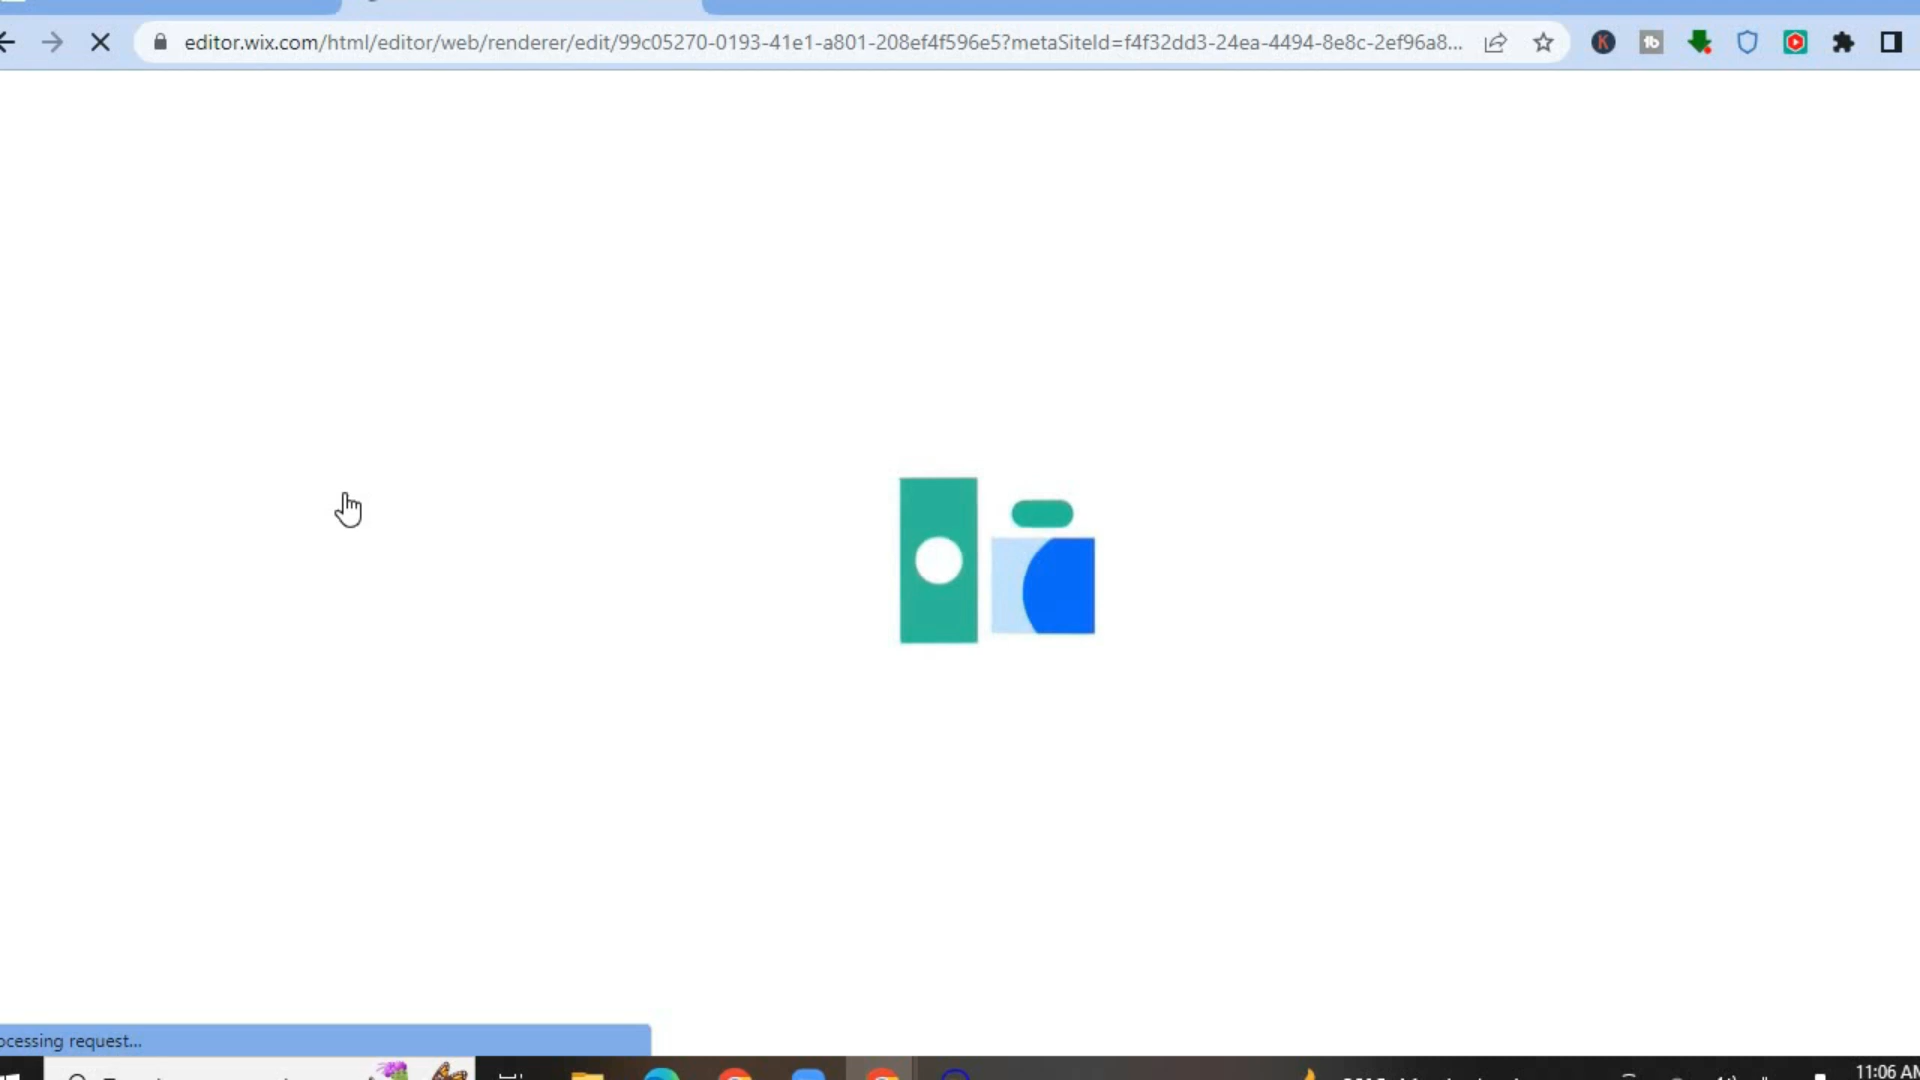 editor.wix.com/html/editor/web/renderer/edit/99c05270-0193-41e1-a801-208ef4f596e5?metaSiteId=f4f32dd3-24ea-4494-8e8c-2ef96a8...
K
tb
ocessing request...
11:06 AM